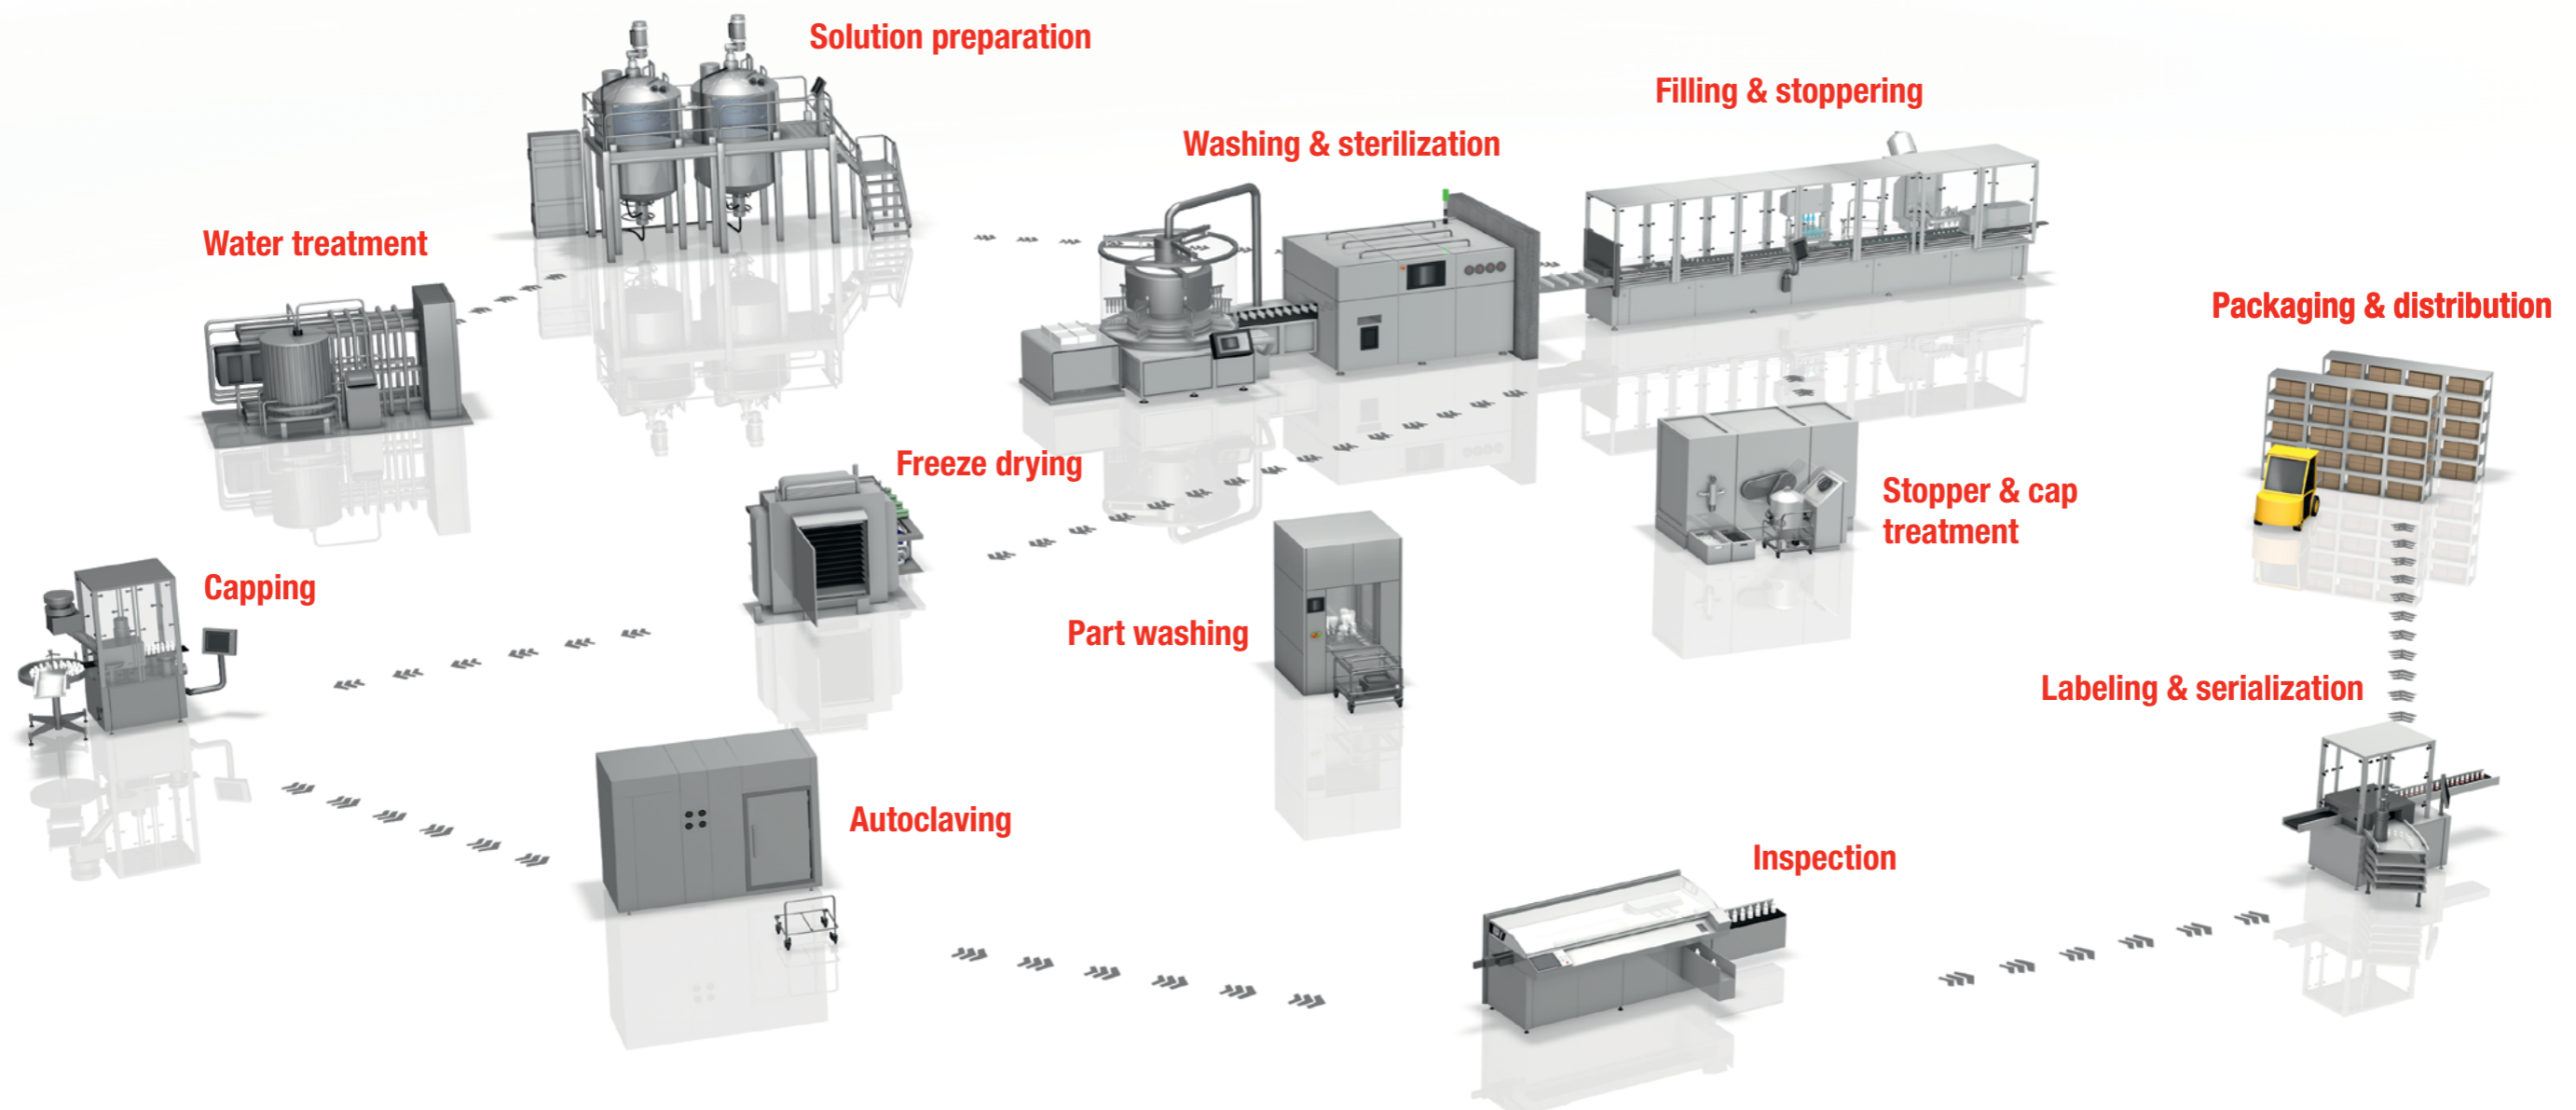 Solution preparation
Filling & stoppering
Washing & sterilization
Water treatment
Packaging & distribution
Freeze drying
Stopper & cap
treatment
Capping
Part washing
Labeling & serialization
Autoclaving
Inspection